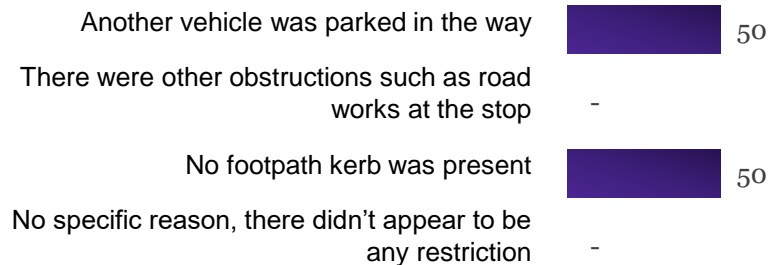 Another vehicle was parked in the way 50
There were other obstructions such as road
works at the stop -
No footpath kerb was present 50
No specific reason, there didn’t appear to be
any restriction -